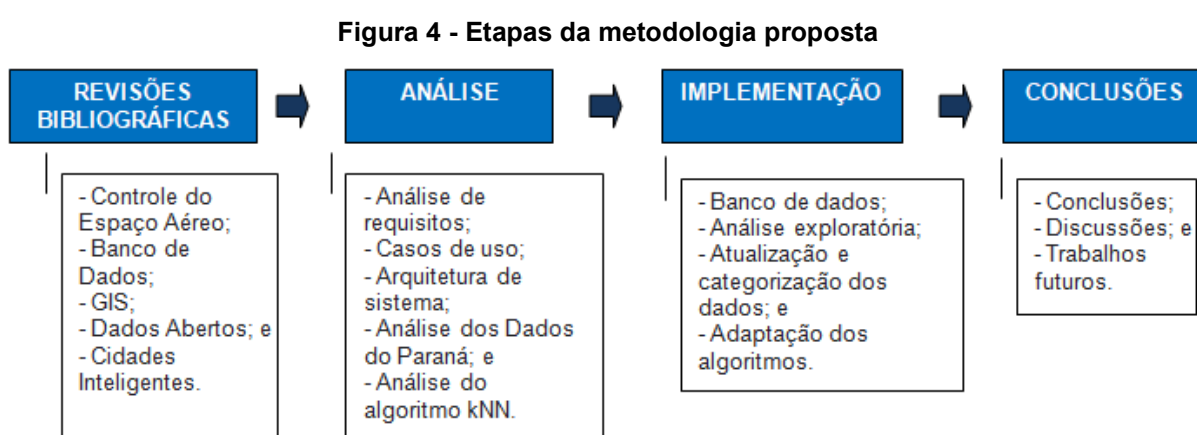 Figura 4 - Etapas da metodologia proposta
REVISÕES
BIBLIOGRÁFICAS
- Controle do
Espaço Aéreo;
- Banco de
Dados;
- GIS;
- Dados Abertos; e
- Cidades
Inteligentes.
ANÁLISE
- Análise de
requisitos;
- Casos de uso;
- Arquitetura de
sistema;
- Análise dos Dados
do Paraná; e
- Análise do
algoritmo kNN.
IMPLEMENTAÇÃO
- Banco de dados;
- Análise exploratória;
- Atualização e
categorização dos
dados; e
- Adaptação dos
algoritmos.
CONCLUSÕES
- Conclusões;
- Discussões; e
- Trabalhos
futuros.